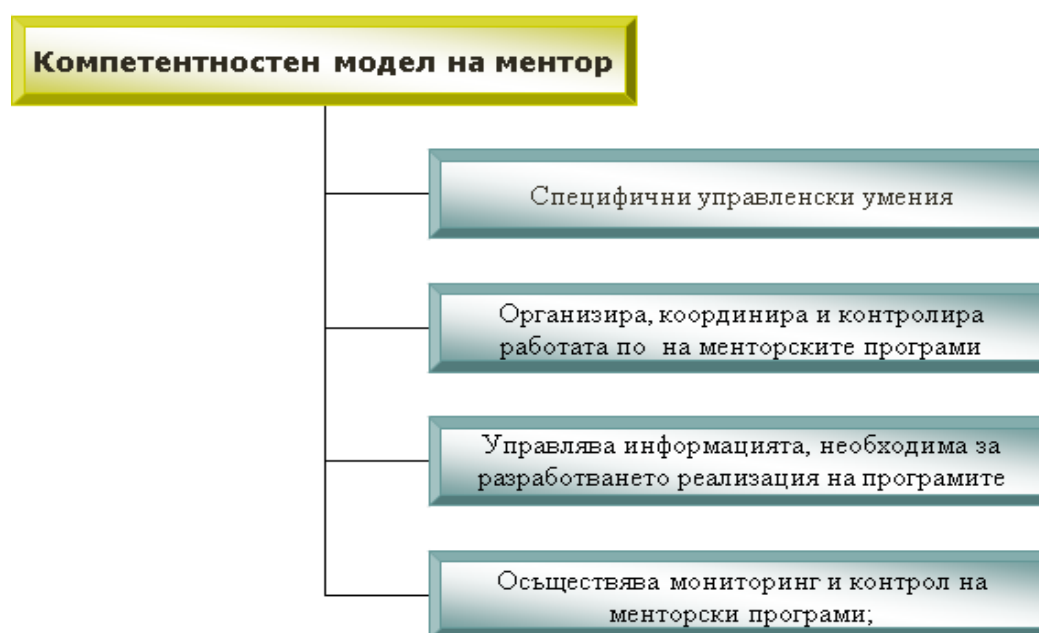 Компетентностен модел на ментор
Специфични управленски умения
Организира, координира и контролира
работата по на менторските програми
Управлява информацията, необходима за
разработването реализация на програмите
Осъществява мониторинг и контрол на
менторски програми;